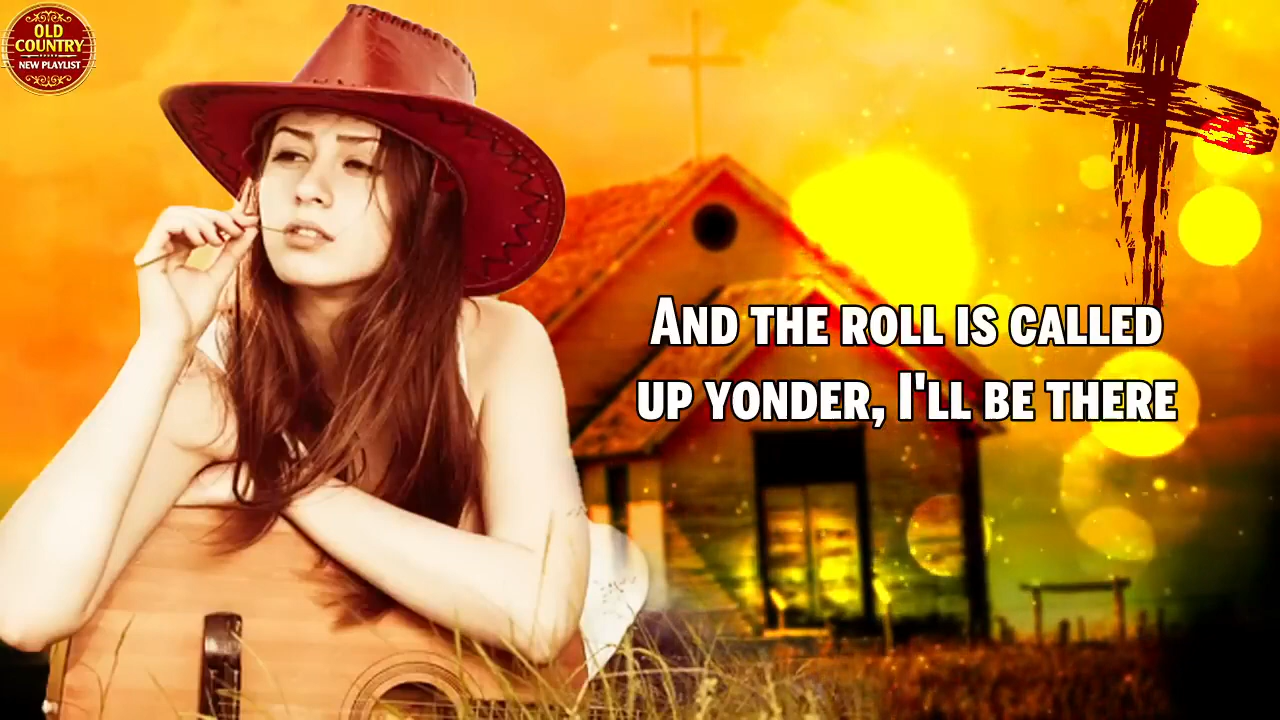 OLD
COUNTRY
NEW PLAYLIST
AND THE ROLL IS CALLED
UP YONDER, I'LL BE THERE